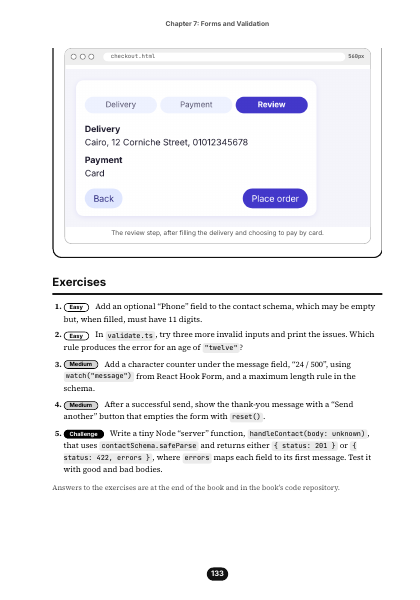 Chapter 7: Forms and Validation
checkout.html 560px
Delivery Payment Review
Delivery
Cairo, 12 Corniche Street, 01012345678
Payment
Card
Back Place order
The review step, after filling the delivery and choosing to pay by card.
Exercises
1. Easy Add an optional “Phone” field to the contact schema, which may be empty
but, when filled, must have 11 digits.
2. Easy In validate.ts, try three more invalid inputs and print the issues. Which
rule produces the error for an age of "twelve"?
3. Medium Add a character counter under the message field, “24 / 500”, using
watch("message") from React Hook Form, and a maximum length rule in the
schema.
4. Medium After a successful send, show the thank-you message with a “Send
another” button that empties the form with reset().
5. Challenge Write a tiny Node “server” function, handleContact(body: unknown),
that uses contactSchema.safeParse and returns either { status: 201 } or {
status: 422, errors }, where errors maps each field to its first message. Test it
with good and bad bodies.
Answers to the exercises are at the end of the book and in the book’s code repository.
133